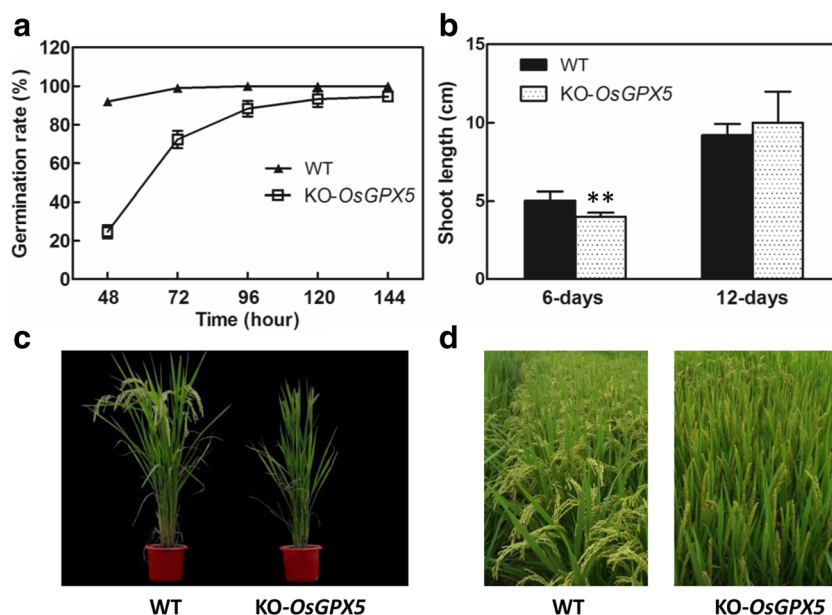 a
Germination rate (%)
120
100
80
60
40
20
0
WT
KO-OsGPX5
48 72 96 120 144
Time (hour)
b
Shoot length (cm)
15
10
5
0
WT
KO-OsGPX5
**
6-days 12-days
c
WT KO-OsGPX5
d
WT KO-OsGPX5